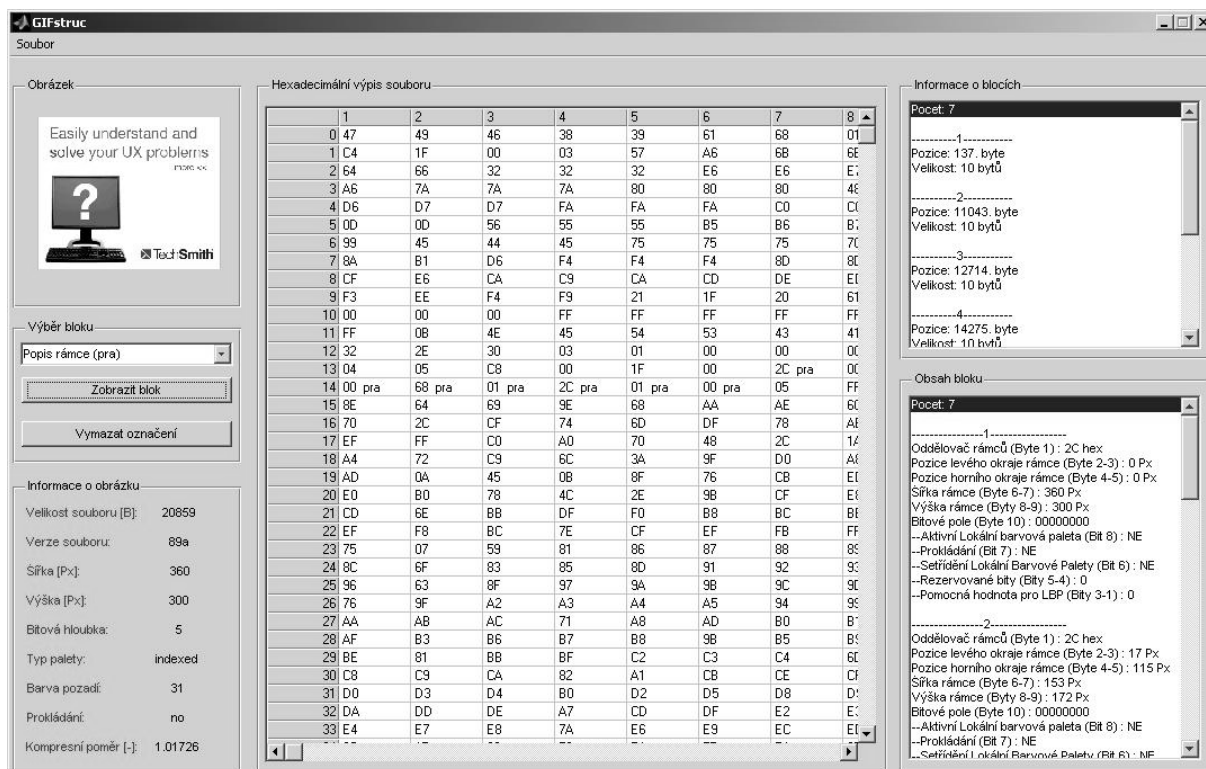 GIFstruc
Soubor
Obrázek
Easily understand and
solve your UX problems
more <<
?
TechSmith
Výběr bloku
Popis rámce (pra)
Zobrazit blok
Vymazat označení
Informace o obrázku
Velikost souboru [B]: 20859
Verze souboru: 89a
Šířka [Px]: 360
Výška [Px]: 300
Bitová hloubka: 5
Typ palety: indexed
Barva pozadí: 31
Prokládání: no
Kompresní poměr [-]: 1.01726
Hexadecimální výpis souboru
1 2 3 4 5 6 7 8
0 47 49 46 38 39 61 68 01
1 C4 1F 00 03 57 A6 6B
2 64 66 32 32 32 E6 E6
3 A6 7A 7A 7A 80 80 80
4 D6 D7 D7 FA FA FA C0
5 0D 0D 56 55 55 B5 B6
6 99 45 44 45 75 75 75
7 8A B1 D6 F4 F4 F4 8D
8 CF E6 CA C9 CA CD DE
9 F3 EE F4 F9 21 1F 20 61
10 00 00 00 FF FF FF FF
11 FF 0B 4E 45 54 53 43 41
12 32 2E 30 03 01 00 00
13 04 05 C8 00 1F 00 2C pra
14 00 pra 68 pra 01 pra 2C pra 01 pra 00 pra 05
15 8E 64 69 9E 68 AA AE
16 70 2C CF 74 6D DF 78
17 EF FF C0 A0 70 48 2C
18 A4 72 C9 6C 3A 9F D0
19 AD 0A 45 0B 8F 76 CB
20 E0 B0 78 4C 2E 9B CF
21 CD 6E BB DF F0 B8 BC
22 EF F8 BC 7E CF EF FB
23 75 07 59 81 86 87 88
24 8C 6F 83 85 8D 91 92
25 96 63 8F 97 9A 9B 9C
26 76 9F A2 A3 A4 A5 94
27 AA AB AC 71 A8 AD B0
28 AF B3 B6 B7 B8 9B B5
29 BE 81 BB BF C2 C3 C4
30 C8 C9 CA 82 A1 CB CE
31 D0 D3 D4 B0 D2 D5 D8
32 DA DD DE A7 CD DF E2
33 E4 E7 E8 7A E6 E9 EC
Informace o blocích
Pocet: 7
----------1-----------
Pozice: 137. byte
Velikost: 10 bytů
----------2-----------
Pozice: 11043. byte
Velikost: 10 bytů
----------3-----------
Pozice: 12714. byte
Velikost: 10 bytů
----------4-----------
Pozice: 14275. byte
Velikost: 10 bytů
Obsah bloku
Pocet: 7
-----------------1-----------------
Oddělovač rámců (Byte 1) : 2C hex
Pozice levého okraje rámce (Byte 2-3) : 0 Px
Pozice horního okraje rámce (Byte 4-5) : 0 Px
Šířka rámce (Byte 6-7) : 360 Px
Výška rámce (Byty 8-9) : 300 Px
Bitové pole (Byte 10) : 00000000
--Aktivní Lokální barvová paleta (Bit 8) : NE
--Prokládání (Bit 7) : NE
--Setřídění Lokální Barvové Palety (Bit 6) : NE
--Rezervované bity (Bity 5-4) : 0
--Pomocná hodnota pro LBP (Bity 3-1) : 0
-----------------2-----------------
Oddělovač rámců (Byte 1) : 2C hex
Pozice levého okraje rámce (Byte 2-3) : 17 Px
Pozice horního okraje rámce (Byte 4-5) : 115 Px
Šířka rámce (Byte 6-7) : 153 Px
Výška rámce (Byty 8-9) : 172 Px
Bitové pole (Byte 10) : 00000000
--Aktivní Lokální barvová paleta (Bit 8) : NE
--Prokládání (Bit 7) : NE
--Setřídění Lokální Barvové Palety (Bit 6) : NE